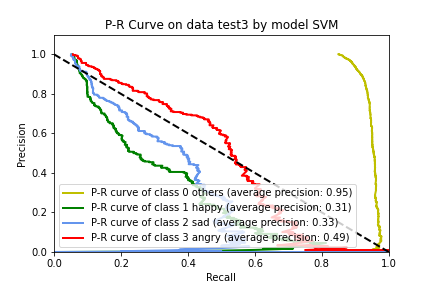 P-R Curve on data test3 by model SVM
Precision
1.0
0.8
0.6
0.4
0.2
0.0
P-R curve of class 0 others (average precision: 0.95)
P-R curve of class 1 happy (average precision: 0.31)
P-R curve of class 2 sad (average precision: 0.33)
P-R curve of class 3 angry (average precision: 0.49)
0.0 0.2 0.4 0.6 0.8 1.0
Recall